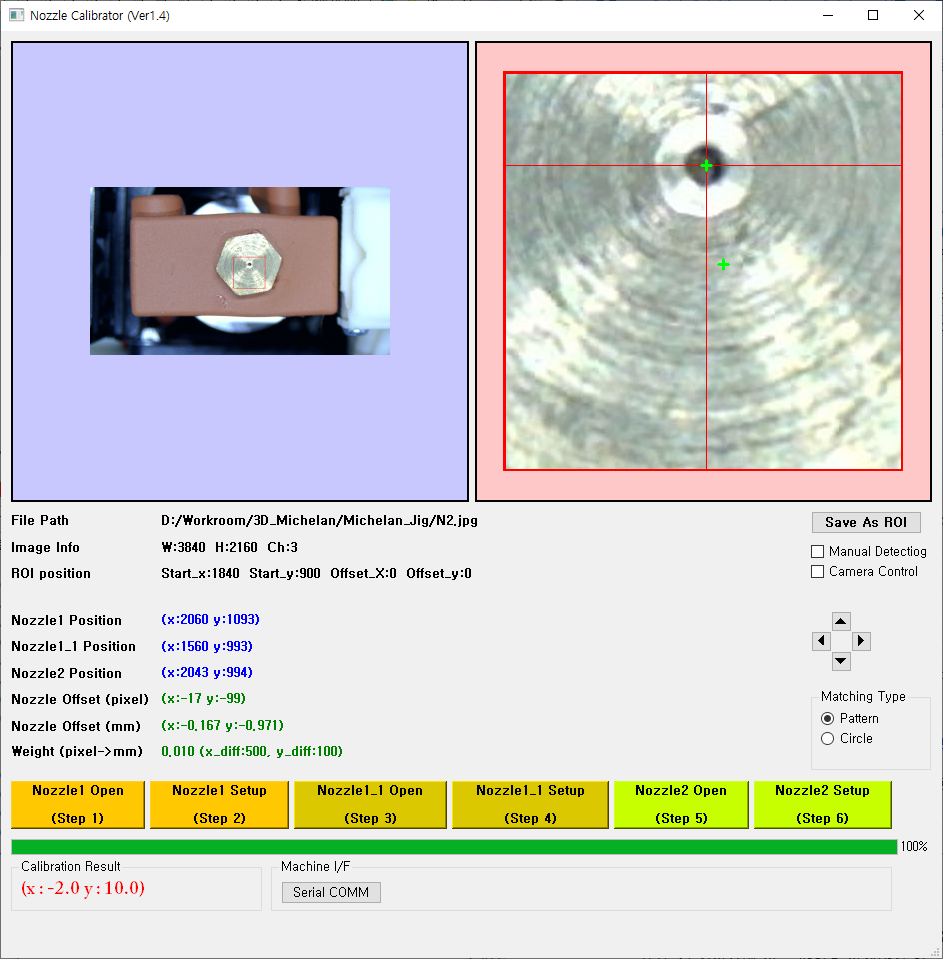 Nozzle Calibrator (Ver1.4)
File Path D:/Workroom/3D_Michelan/Michelan_Jig/N2.jpg
Save As ROI
Image Info W:3840 H:2160 Ch:3
Manual Detectiog
ROI position Start_x:1840 Start_y:900 Offset_X:0 Offset_y:0
Camera Control
Nozzle1 Position (x:2060 y:1093)
Nozzle1_1 Position (x:1560 y:993)
Nozzle2 Position (x:2043 y:994)
Nozzle Offset (pixel) (x:-17 y:-99)
Nozzle Offset (mm) (x:-0.167 y:-0.971)
Weight (pixel->mm) 0.010 (x_diff:500, y_diff:100)
Matching Type
Pattern
Circle
Nozzle1 Open
(Step 1)
Nozzle1 Setup
(Step 2)
Nozzle1_1 Open
(Step 3)
Nozzle1_1 Setup
(Step 4)
Nozzle2 Open
(Step 5)
Nozzle2 Setup
(Step 6)
100%
Calibration Result
(x : -2.0 y : 10.0)
Machine I/F
Serial COMM